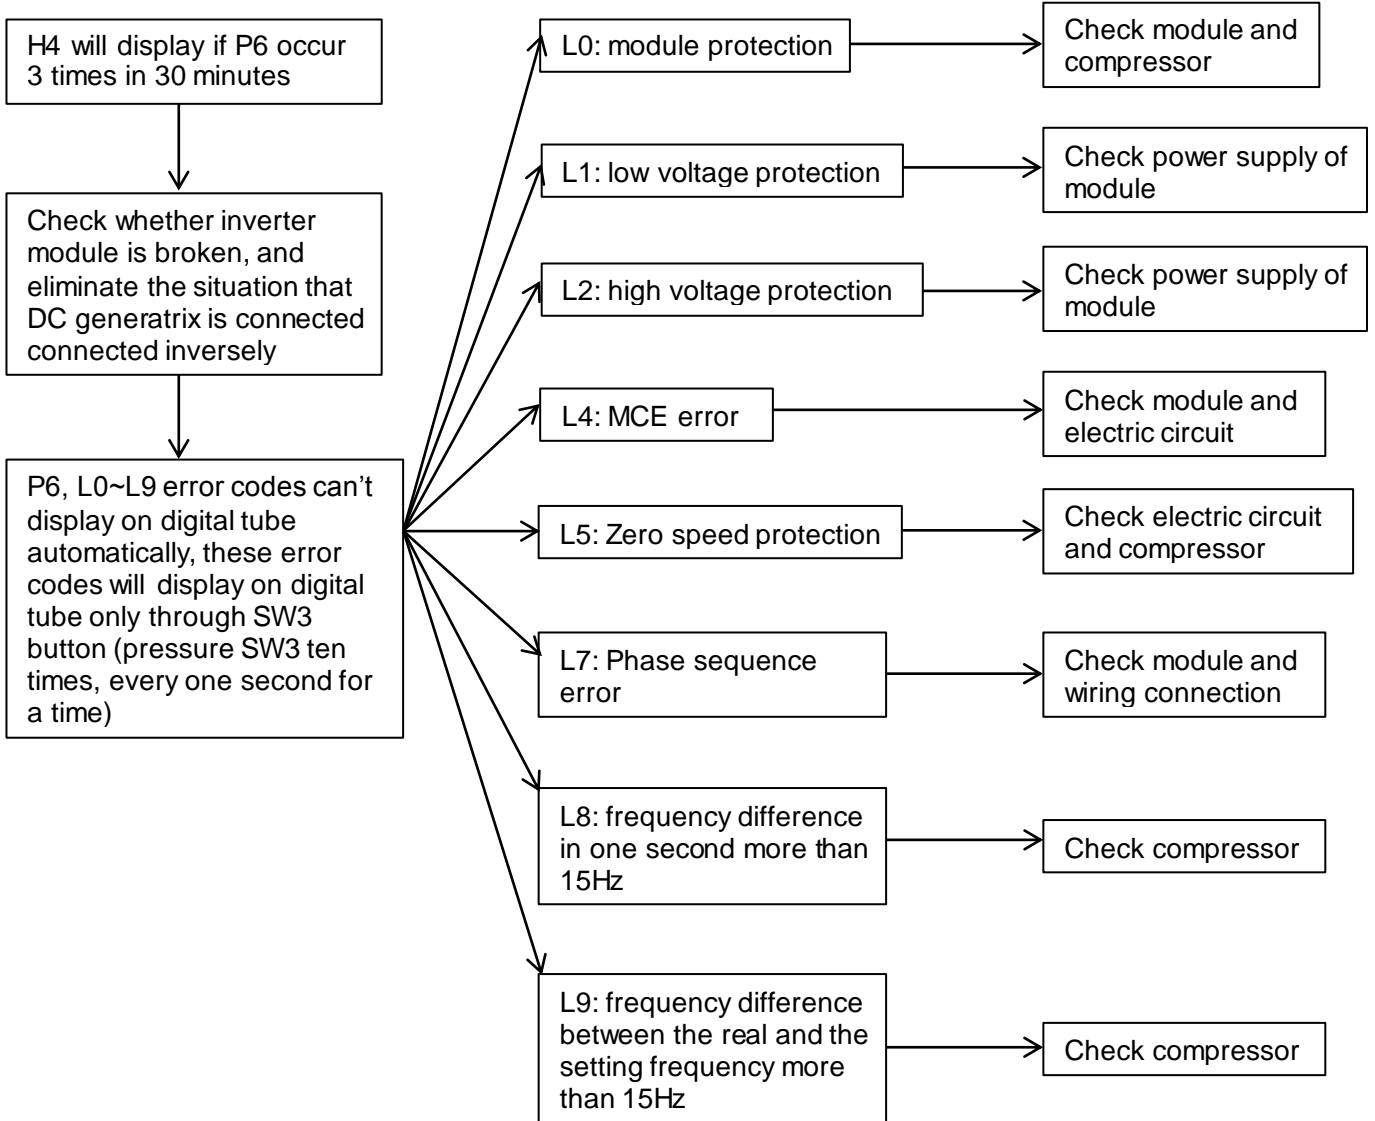 H4 will display if P6 occur
3 times in 30 minutes
Check whether inverter
module is broken, and
eliminate the situation that
DC generatrix is connected
connected inversely
P6, L0~L9 error codes can’t
display on digital tube
automatically, these error
codes will display on digital
tube only through SW3
button (pressure SW3 ten
times, every one second for
a time)
L0: module protection
Check module and
compressor
L1: low voltage protection
Check power supply of
module
L2: high voltage protection
Check power supply of
module
L4: MCE error
Check module and
electric circuit
L5: Zero speed protection
Check electric circuit
and compressor
L7: Phase sequence
error
Check module and
wiring connection
L8: frequency difference
in one second more than
15Hz
Check compressor
L9: frequency difference
between the real and the
setting frequency more
than 15Hz
Check compressor